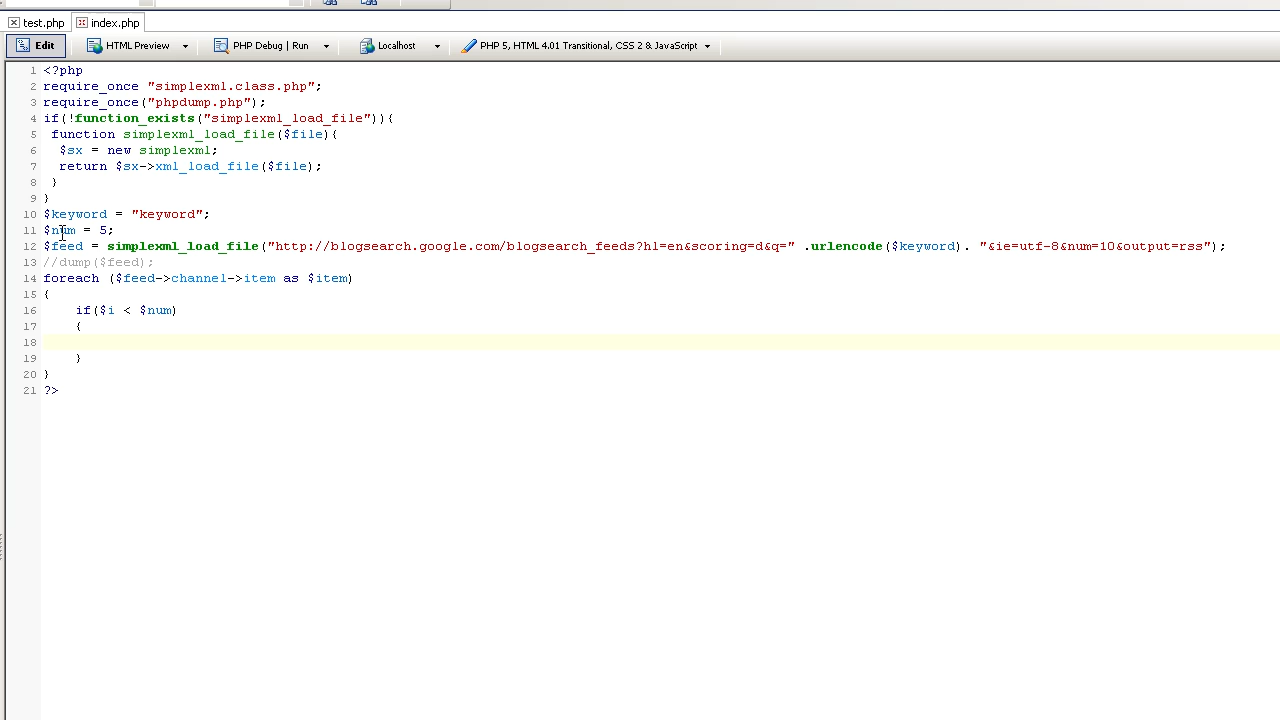 test.php index.php
Edit HTML Preview PHP Debug | Run Localhost PHP 5, HTML 4.01 Transitional, CSS 2 & JavaScript
1 <?php
2 require_once "simplexml.class.php";
3 require_once("phpdump.php");
4 if(!function_exists("simplexml_load_file")){
5  function simplexml_load_file($file){
6   $sx = new simplexml;
7   return $sx->xml_load_file($file);
8  }
9 }
10 $keyword = "keyword";
11 $num = 5;
12 $feed = simplexml_load_file("http://blogsearch.google.com/blogsearch_feeds?hl=en&scoring=d&q=" .urlencode($keyword). "&ie=utf-8&num=10&output=rss");
13 //dump($feed);
14 foreach ($feed->channel->item as $item)
15 {
16     if($i < $num)
17     {
18
19     }
20 }
21 ?>